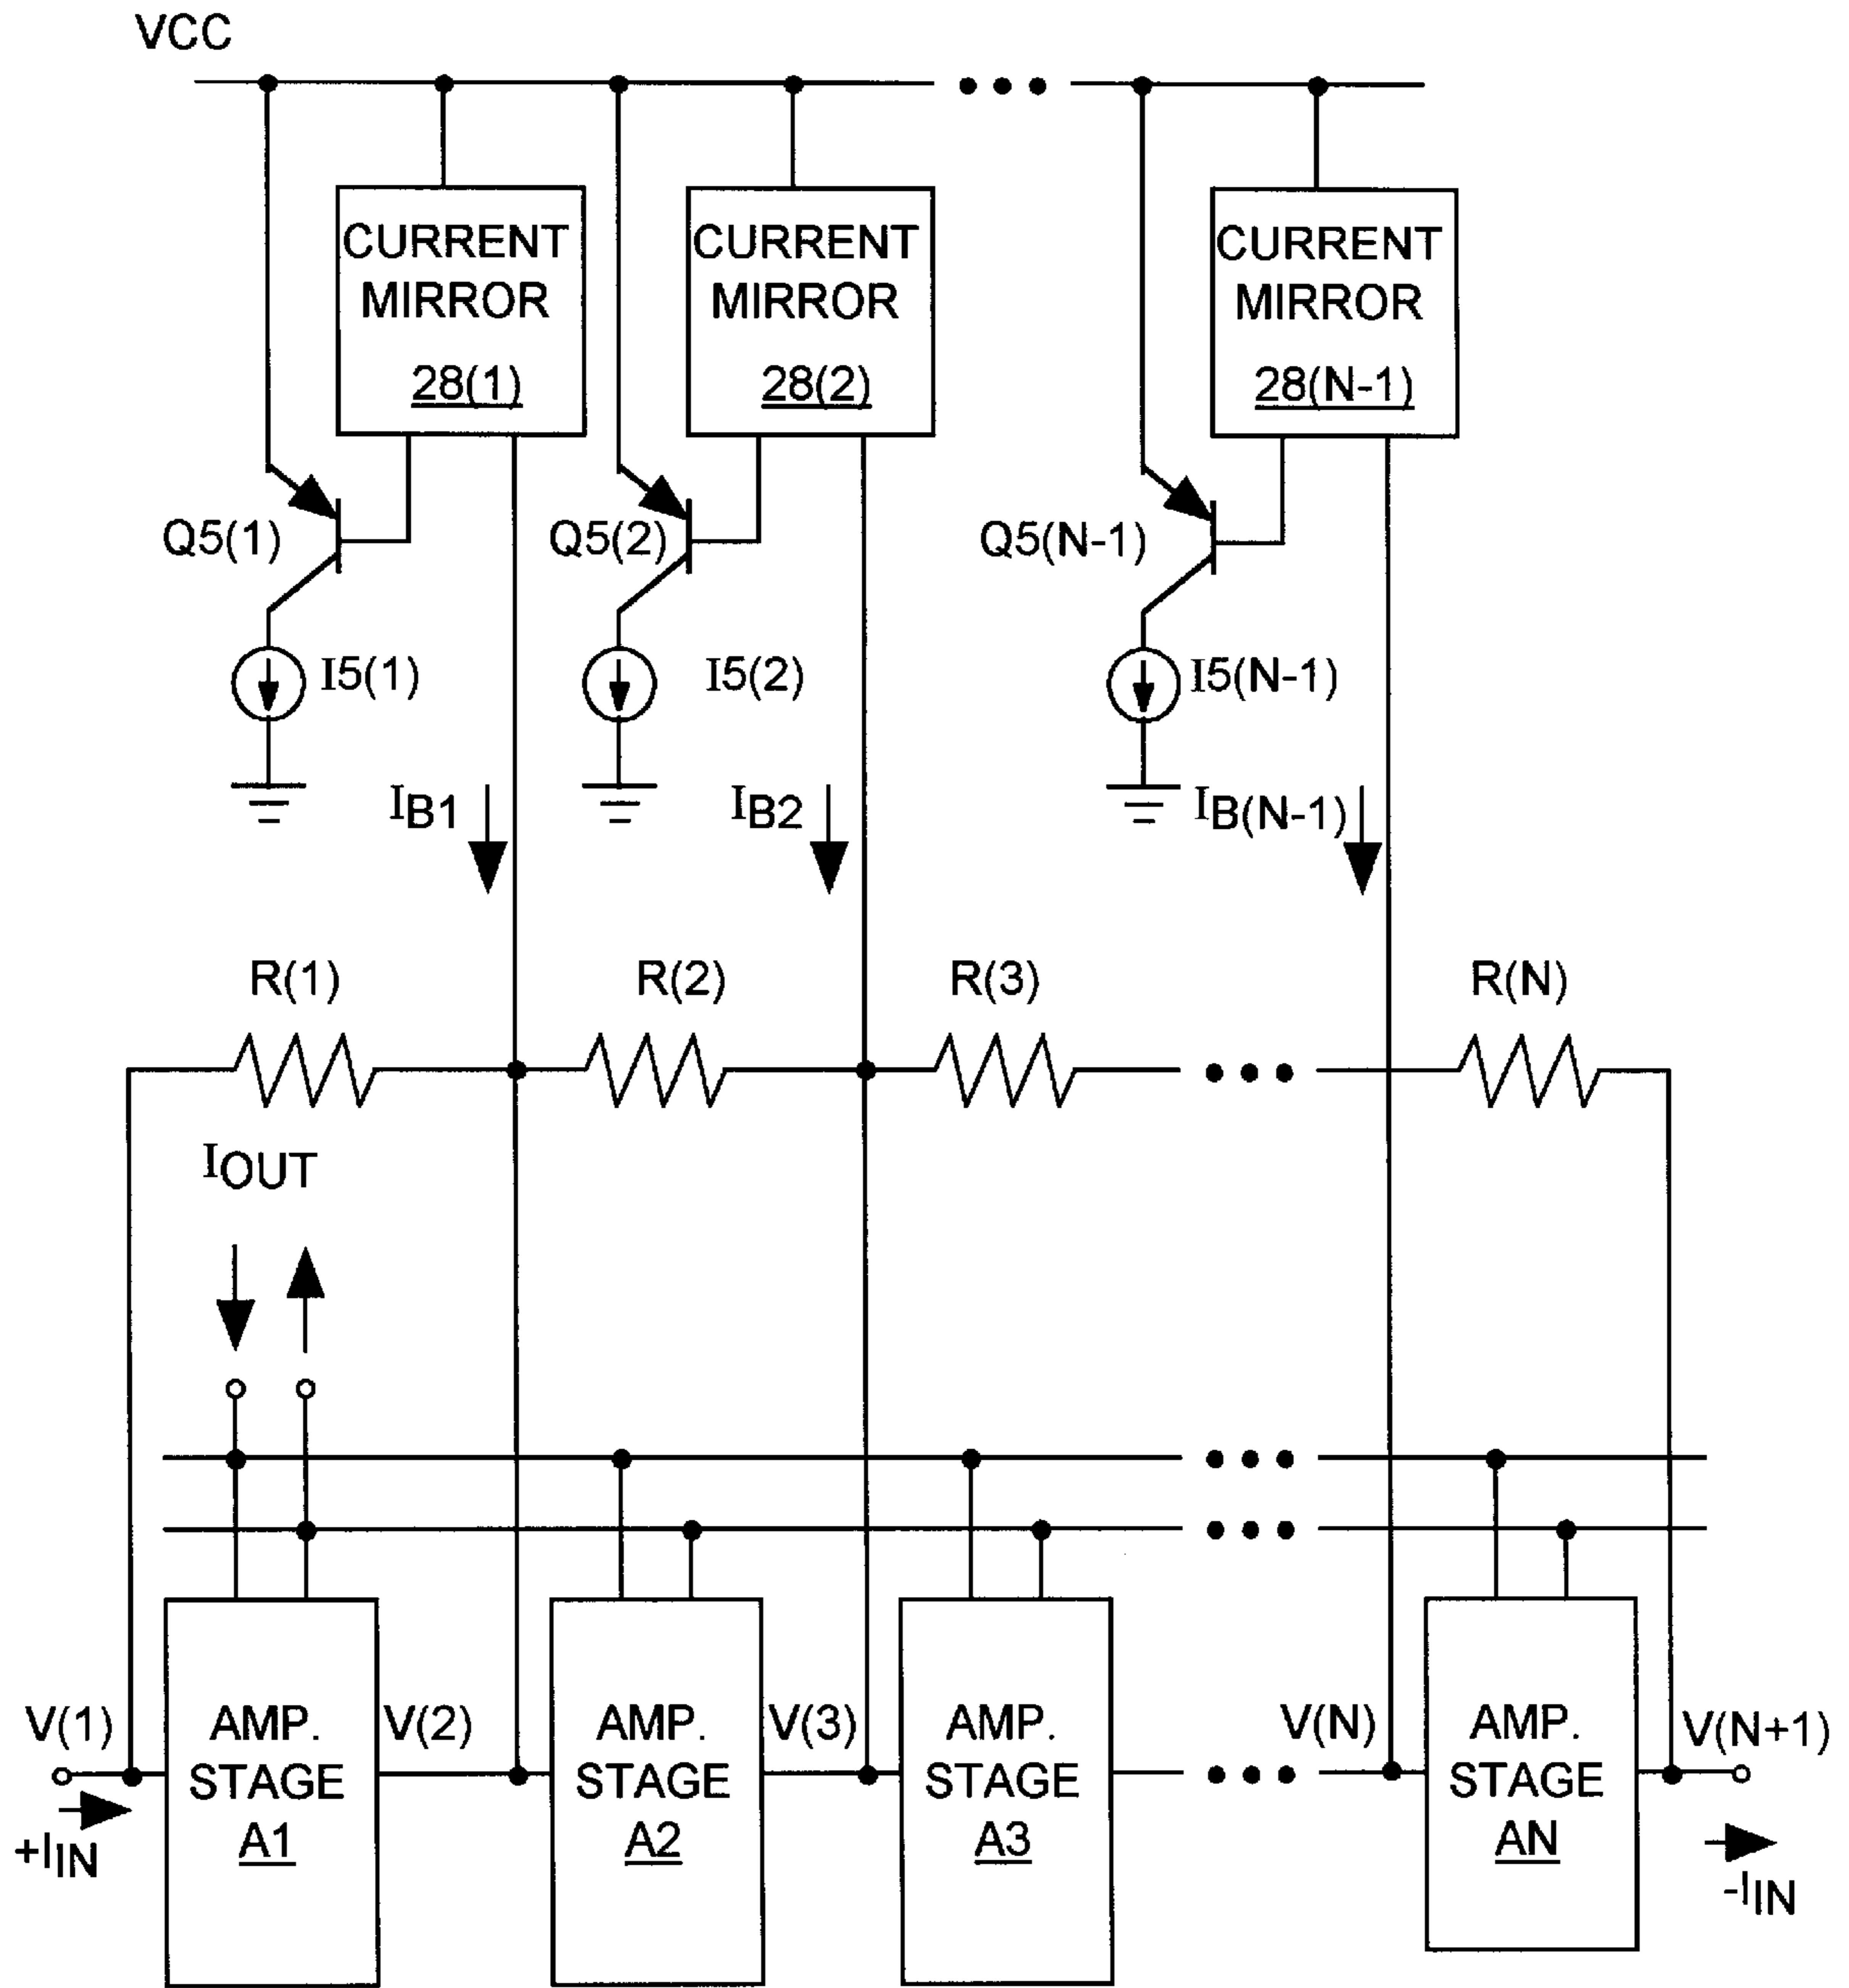 VCC
CURRENT
MIRROR
28(1)
CURRENT
MIRROR
28(2)
CURRENT
MIRROR
28(N-1)
Q5(1)
Q5(2)
Q5(N-1)
I5(1)
I5(2)
I5(N-1)
IB1
IB2
IB(N-1)
R(1)
R(2)
R(3)
R(N)
IOUT
V(1)
AMP.
STAGE
A1
V(2)
AMP.
STAGE
A2
V(3)
AMP.
STAGE
A3
V(N)
AMP.
STAGE
AN
V(N+1)
+IIN
-IIN